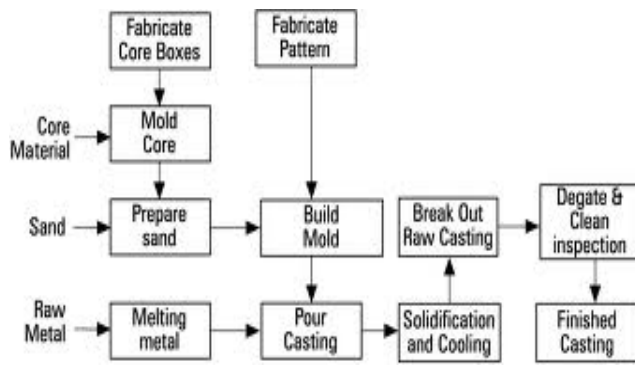 Fabricate
Core Boxes
Fabricate
Pattern
Core
Material
Mold
Core
Sand
Prepare
sand
Build
Mold
Break Out
Raw Casting
Degate &
Clean
inspection
Raw
Metal
Melting
metal
Pour
Casting
Solidification
and Cooling
Finished
Casting